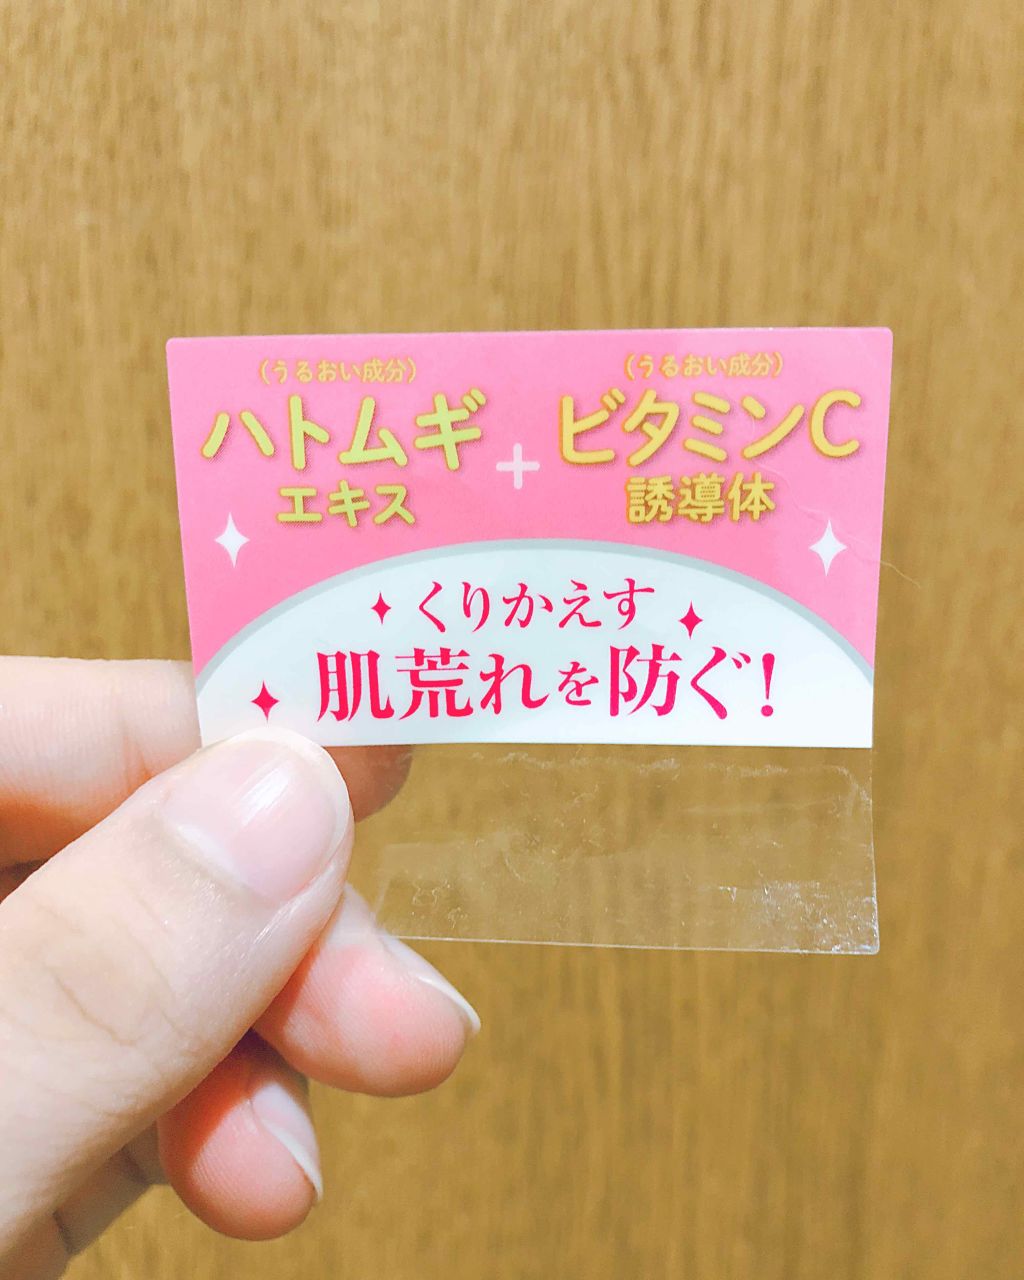 (うるおい成分)
ハトムギ
エキス
+
(うるおい成分)
ビタミンC
誘導体
くりかえす
肌荒れを防ぐ!